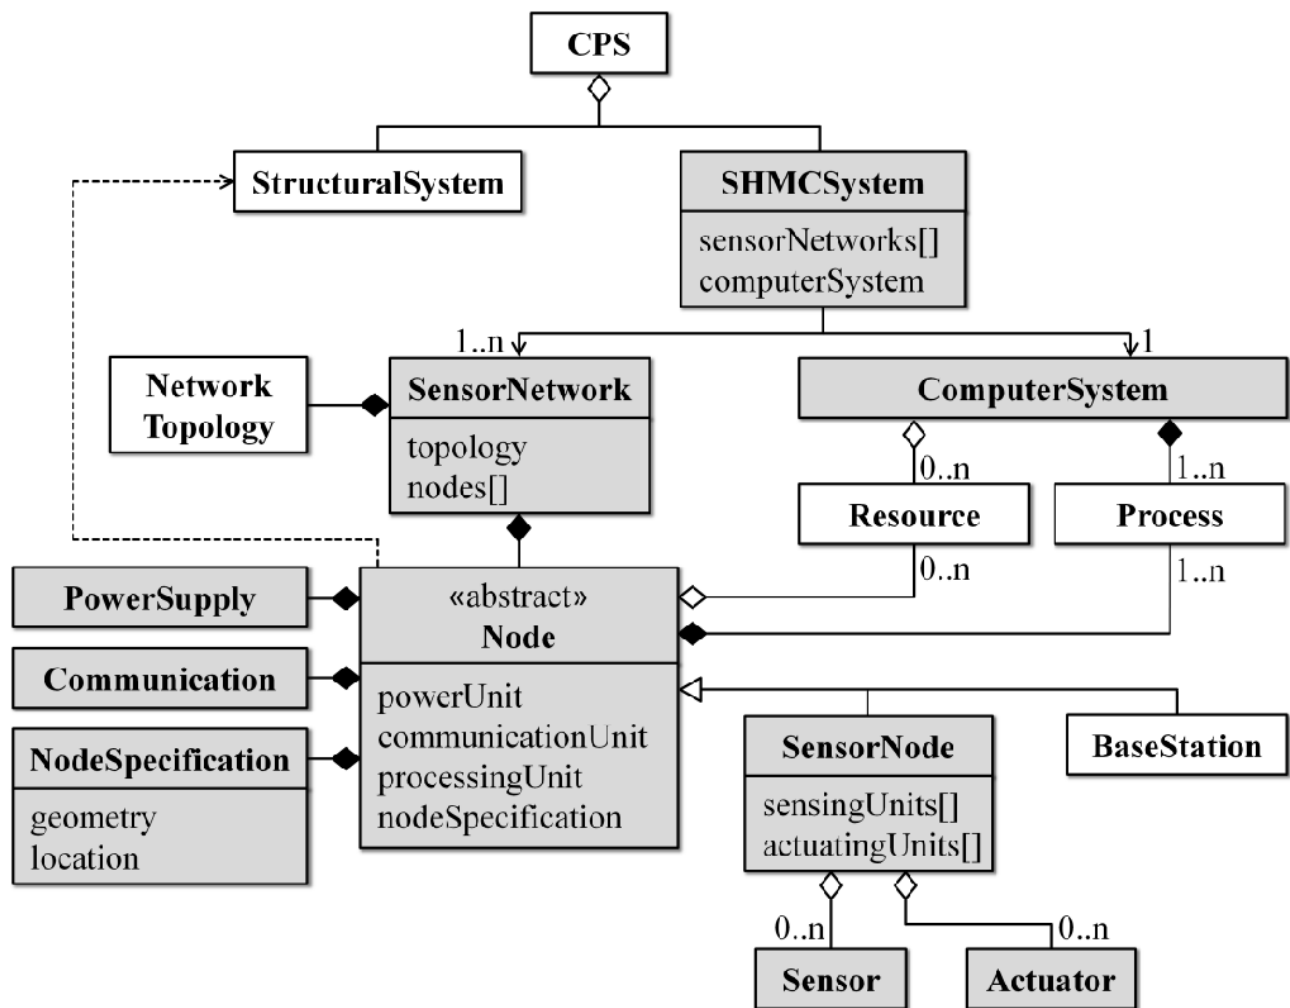 CPS
StructuralSystem
SHMCSystem
sensorNetworks[]
computerSystem
1..n
1
Network
Topology
SensorNetwork
topology
nodes[]
ComputerSystem
0..n
1..n
Resource
Process
0..n
1..n
PowerSupply
Communication
NodeSpecification
geometry
location
«abstract»
Node
powerUnit
communicationUnit
processingUnit
nodeSpecification
SensorNode
sensingUnits[]
actuatingUnits[]
BaseStation
0..n
0..n
Sensor
Actuator